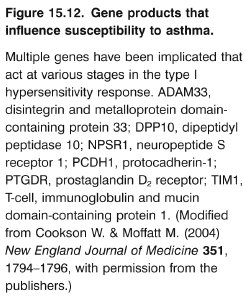 Figure 15.12. Gene products that
influence susceptibility to asthma.
Multiple genes have been implicated that
act at various stages in the type I
hypersensitivity response. ADAM33,
disintegrin and metalloprotein domain-
containing protein 33; DPP10, dipeptidyl
peptidase 10; NPSR1, neuropeptide S
receptor 1; PCDH1, protocadherin-1;
PTGDR, prostaglandin D₂ receptor; TIM1,
T-cell, immunoglobulin and mucin
domain-containing protein 1. (Modified
from Cookson W. & Moffatt M. (2004)
New England Journal of Medicine 351,
1794–1796, with permission from the
publishers.)